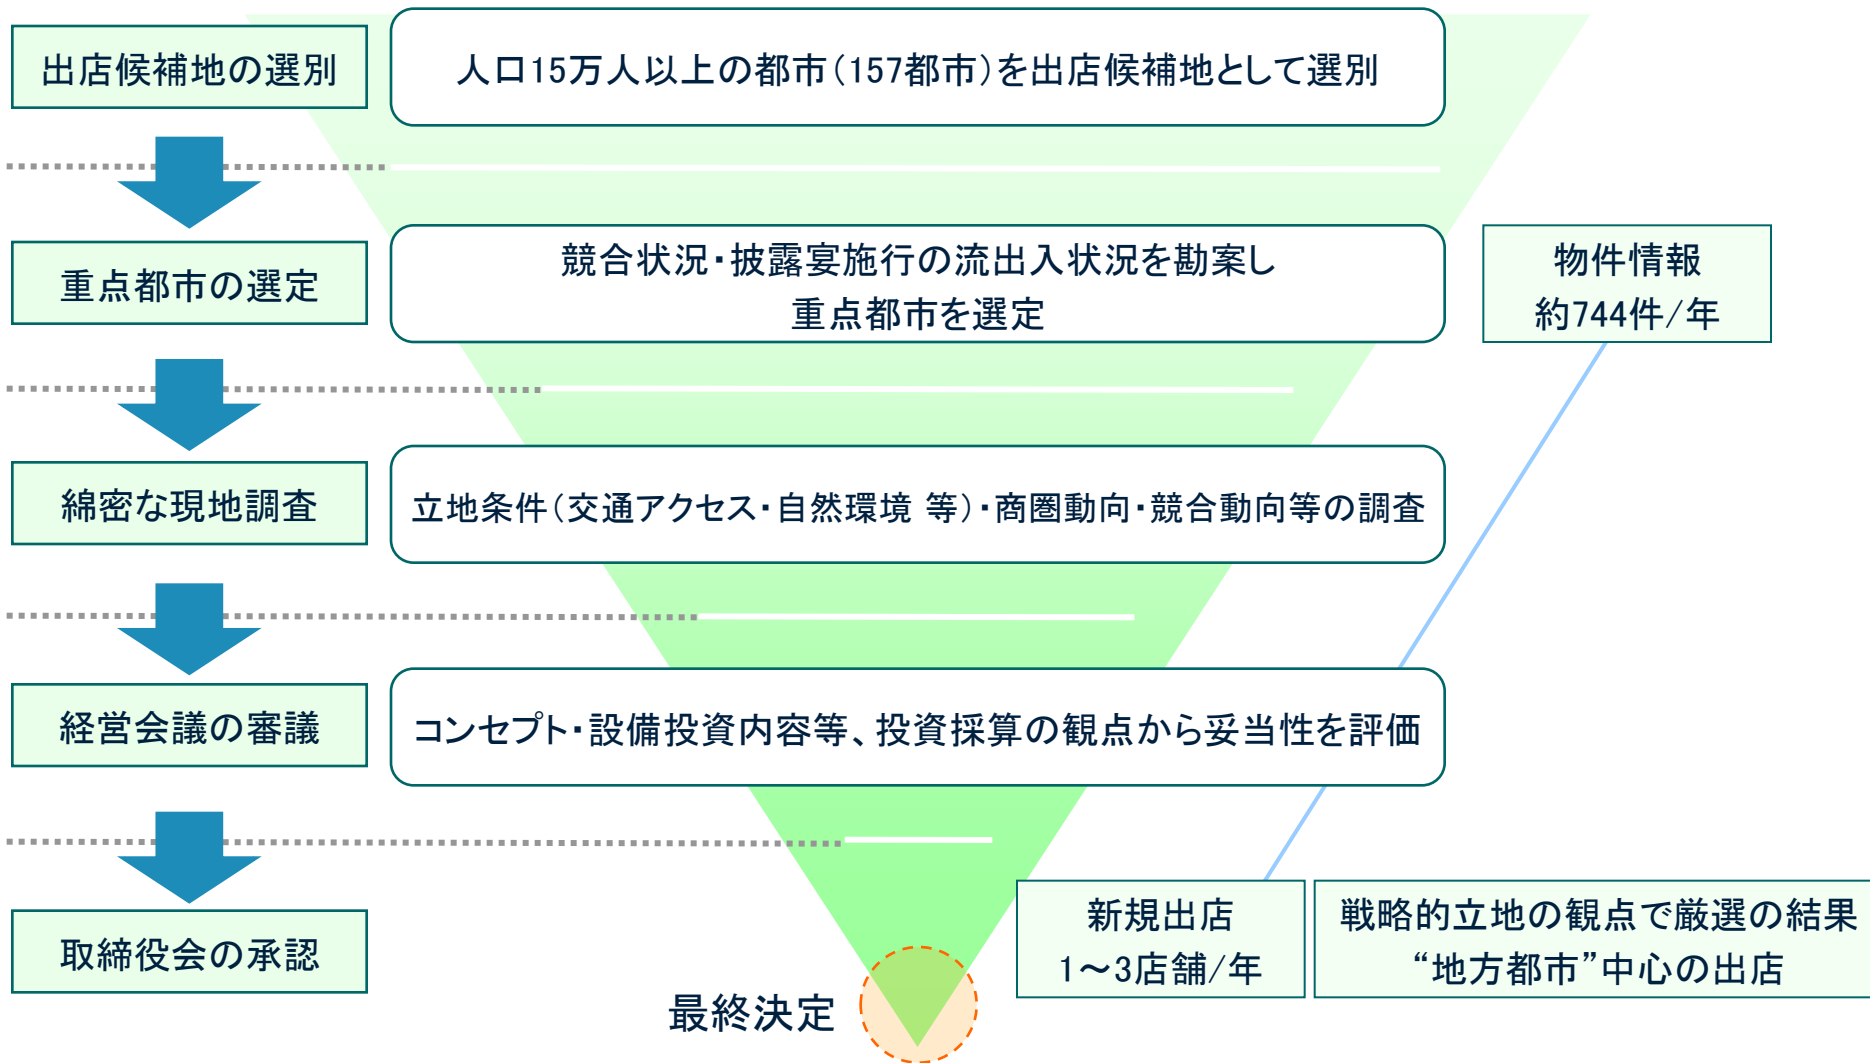 出店候補地の選別
人口15万人以上の都市(157都市)を出店候補地として選別
重点都市の選定
競合状況・披露宴施行の流出入状況を勘案し
重点都市を選定
物件情報
約744件/年
綿密な現地調査
立地条件(交通アクセス・自然環境 等)・商圏動向・競合動向等の調査
経営会議の審議
コンセプト・設備投資内容等、投資採算の観点から妥当性を評価
取締役会の承認
最終決定
新規出店
1～3店舗/年
戦略的立地の観点で厳選の結果
“地方都市”中心の出店